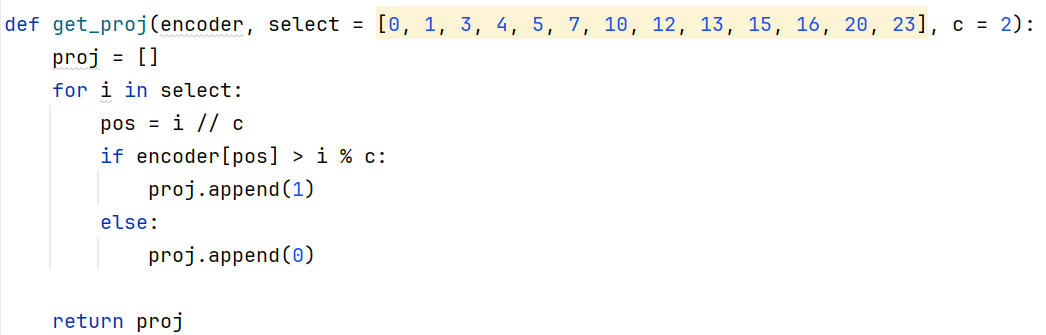 def get_proj(encoder, select = [0, 1, 3, 4, 5, 7, 10, 12, 13, 15, 16, 20, 23], c = 2):
    proj = []
    for i in select:
        pos = i // c
        if encoder[pos] > i % c:
            proj.append(1)
        else:
            proj.append(0)

    return proj